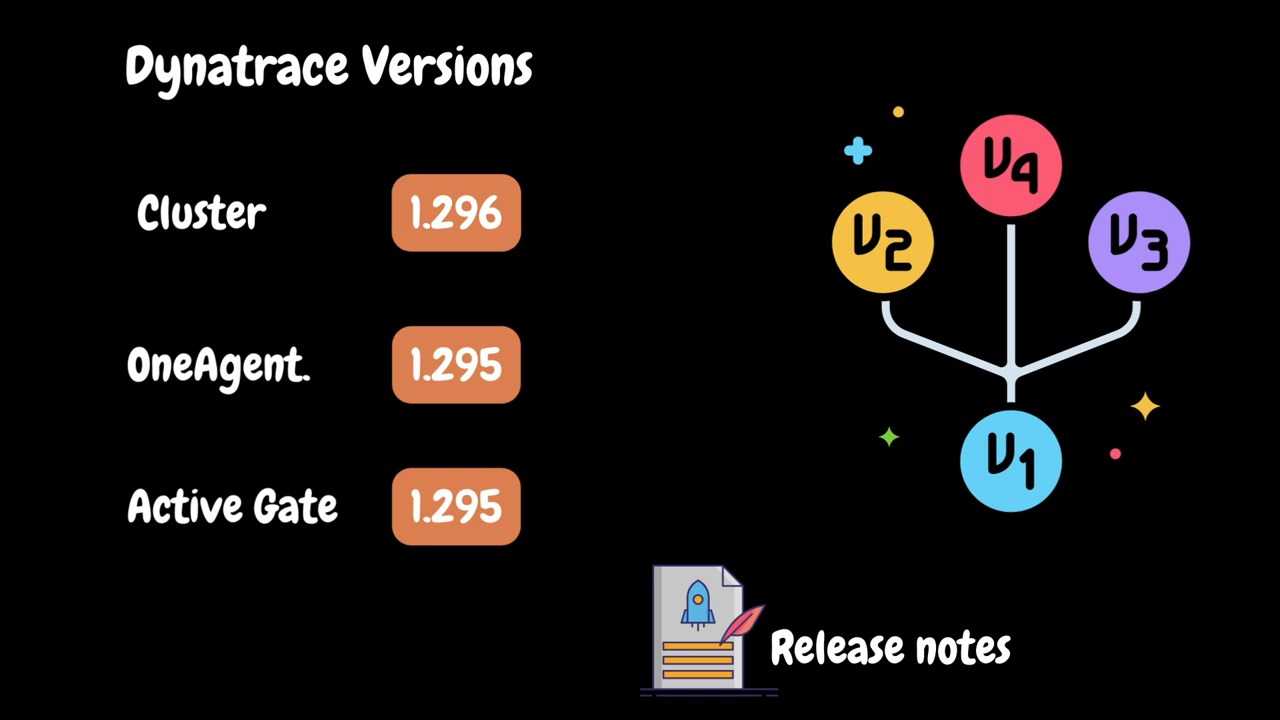 Dynatrace Versions
Cluster 1.296
OneAgent. 1.295
Active Gate 1.295
V4
V2
V3
V1
Release notes